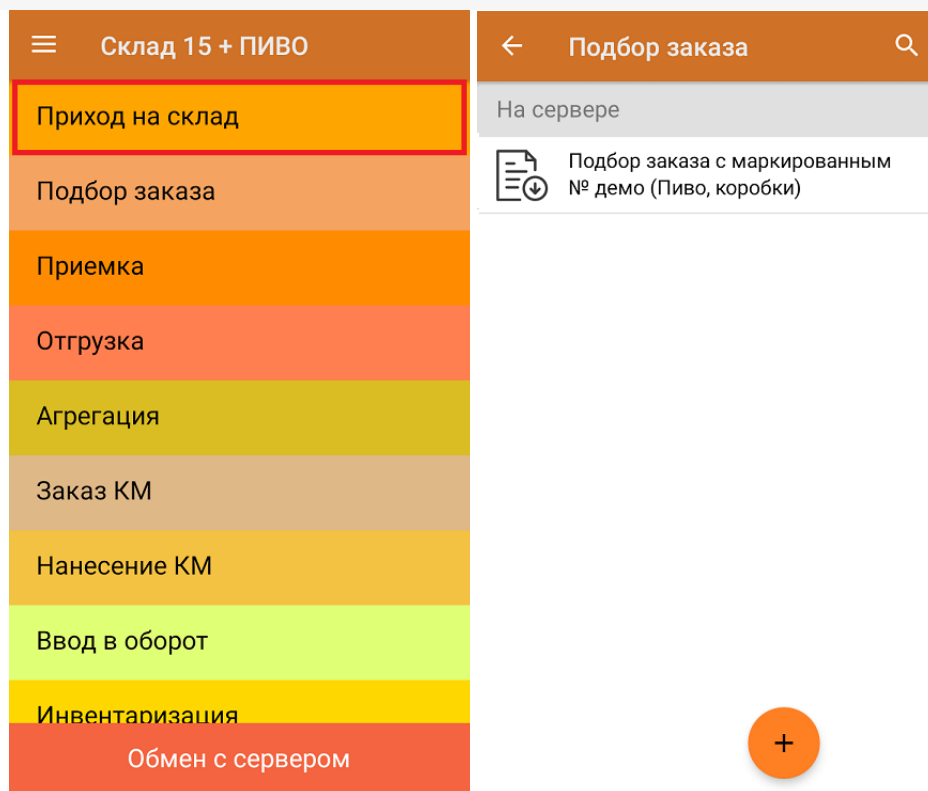 Склад 15 + ПИВО
Приход на склад
Подбор заказа
Приемка
Отгрузка
Агрегация
Заказ КМ
Нанесение КМ
Ввод в оборот
Инвентаризация
Обмен с сервером
Подбор заказа
На сервере
Подбор заказа с маркированным
№ демо (Пиво, коробки)
+